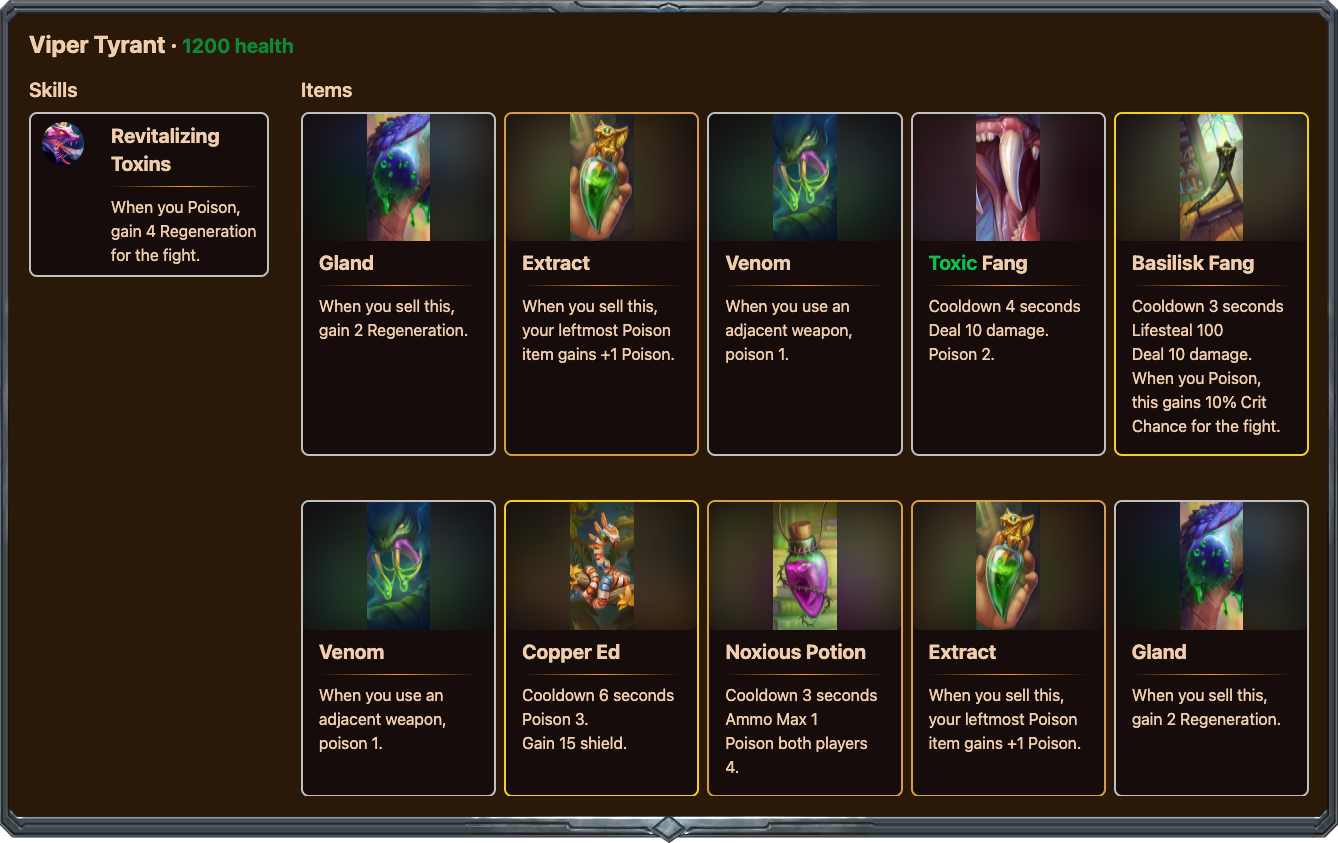 Viper Tyrant · 1200 health
Skills
Revitalizing
Toxins
When you Poison,
gain 4 Regeneration
for the fight.
Items
Gland
When you sell this,
gain 2 Regeneration.
Extract
When you sell this,
your leftmost Poison
item gains +1 Poison.
Venom
When you use an
adjacent weapon,
poison 1.
Toxic Fang
Cooldown 4 seconds
Deal 10 damage.
Poison 2.
Basilisk Fang
Cooldown 3 seconds
Lifesteal 100
Deal 10 damage.
When you Poison,
this gains 10% Crit
Chance for the fight.
Venom
When you use an
adjacent weapon,
poison 1.
Copper Ed
Cooldown 6 seconds
Poison 3.
Gain 15 shield.
Noxious Potion
Cooldown 3 seconds
Ammo Max 1
Poison both players
4.
Extract
When you sell this,
your leftmost Poison
item gains +1 Poison.
Gland
When you sell this,
gain 2 Regeneration.